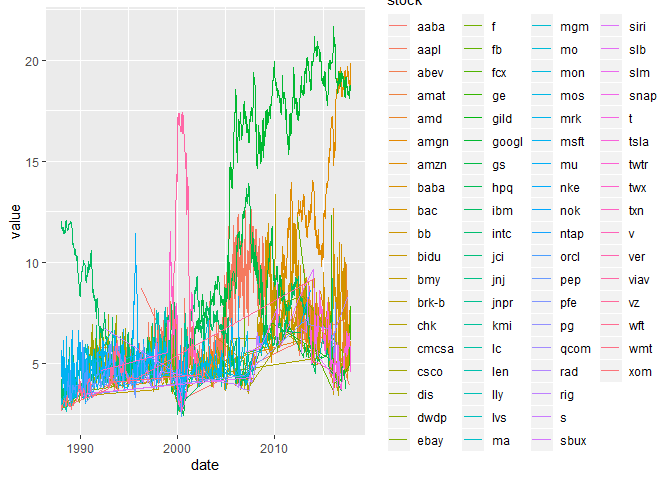 stock
20
15
10
5
value
1990
2000
2010
date
aaba
aapl
abev
amat
amd
amgn
amzn
baba
bac
bb
bidu
bmy
brk-b
chk
cmcsa
csco
dis
dwdp
ebay
f
fb
fcx
ge
gild
googl
gs
hpq
ibm
intc
jci
jnj
jnpr
kmi
lc
len
lly
lvs
ma
mgm
mo
mon
mos
mrk
msft
mu
nke
nok
ntap
orcl
pep
pfe
pg
qcom
rad
rig
s
sbux
siri
slb
slm
snap
t
tsla
twtr
twx
txn
v
ver
viav
vz
wft
wmt
xom